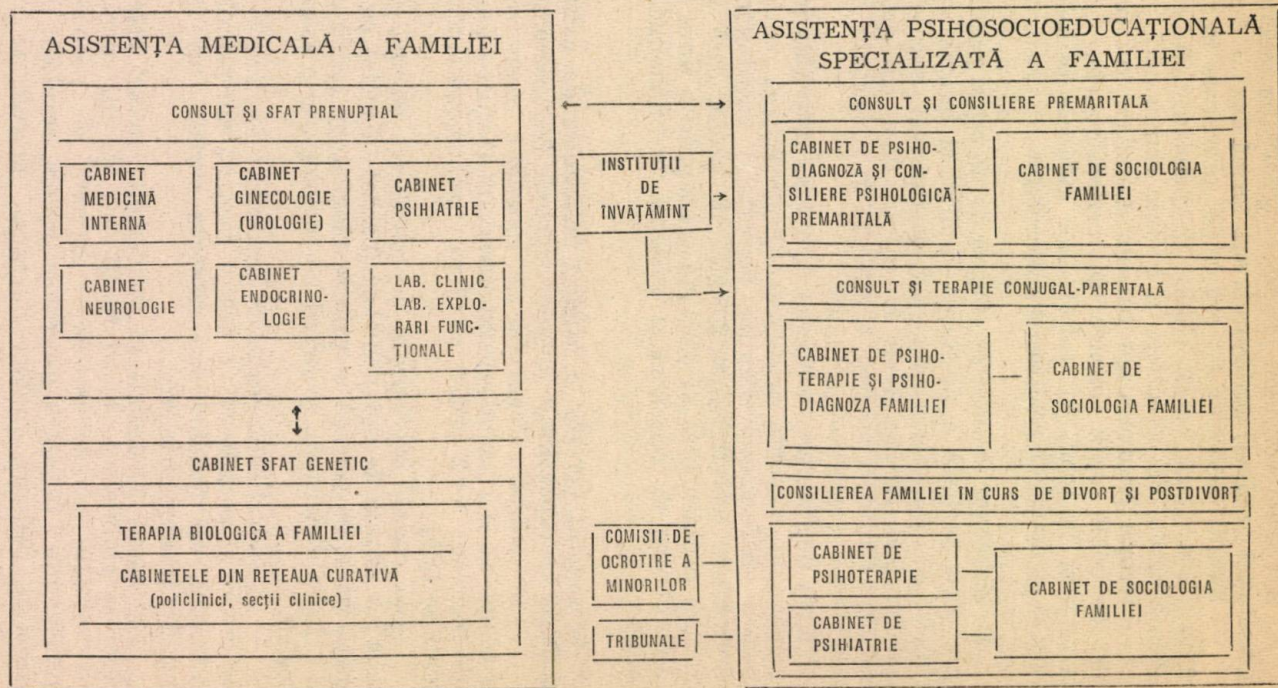 ASISTENȚA MEDICALĂ A FAMILIEI
CONSULT ȘI SFAT PRENUPȚIAL
CABINET
MEDICINĂ
INTERNĂ
CABINET
GINECOLOGIE
(UROLOGIE)
CABINET
PSIHIATRIE
CABINET
NEUROLOGIE
CABINET
ENDOCRINO-
LOGIE
LAB. CLINIC
LAB. EXPLO-
RĂRI FUNC-
ȚIONALE
CABINET SFAT GENETIC
TERAPIA BIOLOGICĂ A FAMILIEI
CABINETELE DIN REȚEAUA CURATIVĂ
(policlinici, secții clinice)
INSTITUȚII
DE
ÎNVĂȚĂMÎNT
COMISII DE
OCROTIRE A
MINORILOR
TRIBUNALE
ASISTENȚA PSIHOSOCIOEDUCAȚIONALĂ
SPECIALIZATĂ A FAMILIEI
CONSULT ȘI CONSILIERE PREMARITALĂ
CABINET DE PSIHO-
DIAGNOZĂ ȘI CON-
SILIERE PSIHOLOGICĂ
PREMARITALĂ
CABINET DE SOCIOLOGIA
FAMILIEI
CONSULT ȘI TERAPIE CONJUGAL-PARENTALĂ
CABINET DE PSIHO-
TERAPIE ȘI PSIHO-
DIAGNOZA FAMILIEI
CABINET DE
SOCIOLOGIA FAMILIEI
CONSILIEREA FAMILIEI ÎN CURS DE DIVORȚ ȘI POSTDIVORȚ
CABINET DE
PSIHOTERAPIE
CABINET DE
PSIHIATRIE
CABINET DE SOCIOLOGIA
FAMILIEI